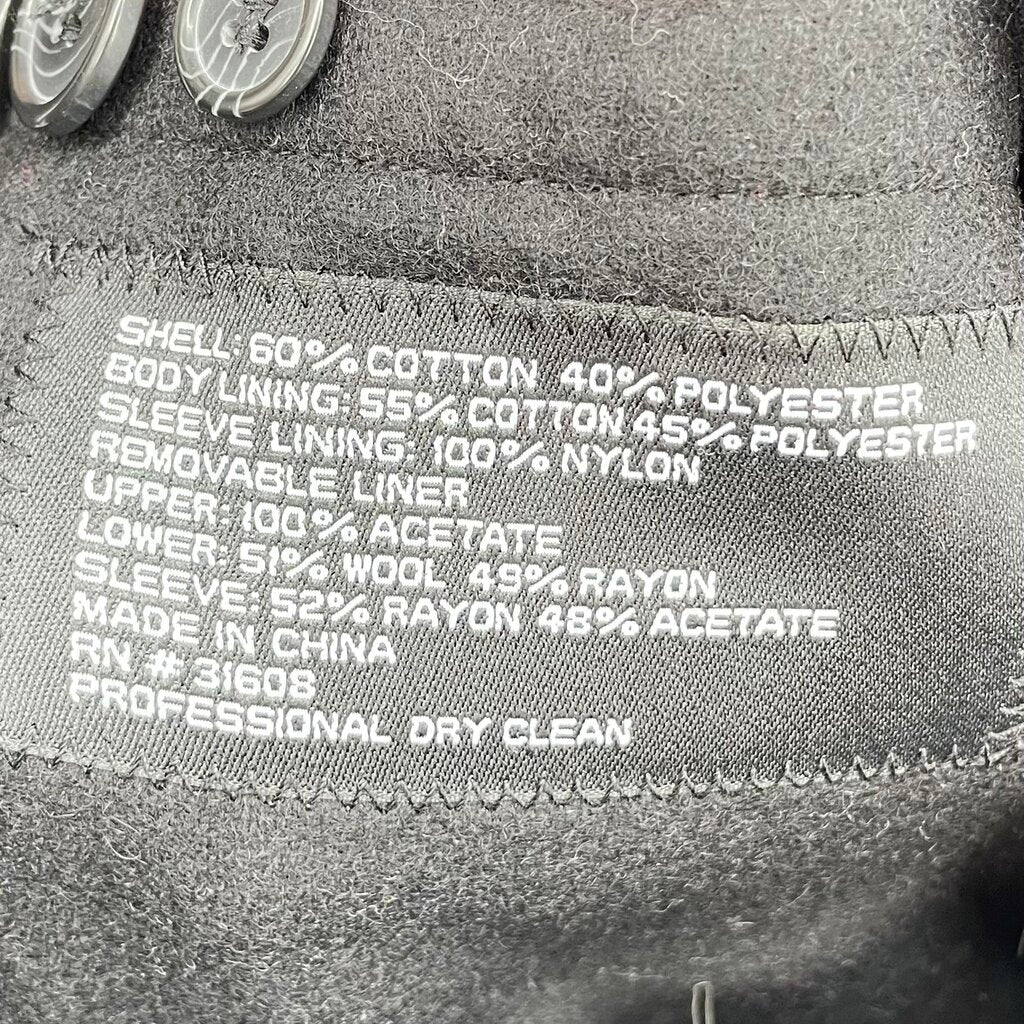 SHELL: 60% COTTON 40% POLYESTER
BODY LINING: 55% COTTON 45% POLYESTER
SLEEVE LINING: 100% NYLON
REMOVABLE LINER
UPPER: 100% ACETATE
LOWER: 51% WOOL 49% RAYON
SLEEVE: 52% RAYON 48% ACETATE
MADE IN CHINA
RN # 31608
PROFESSIONAL DRY CLEAN